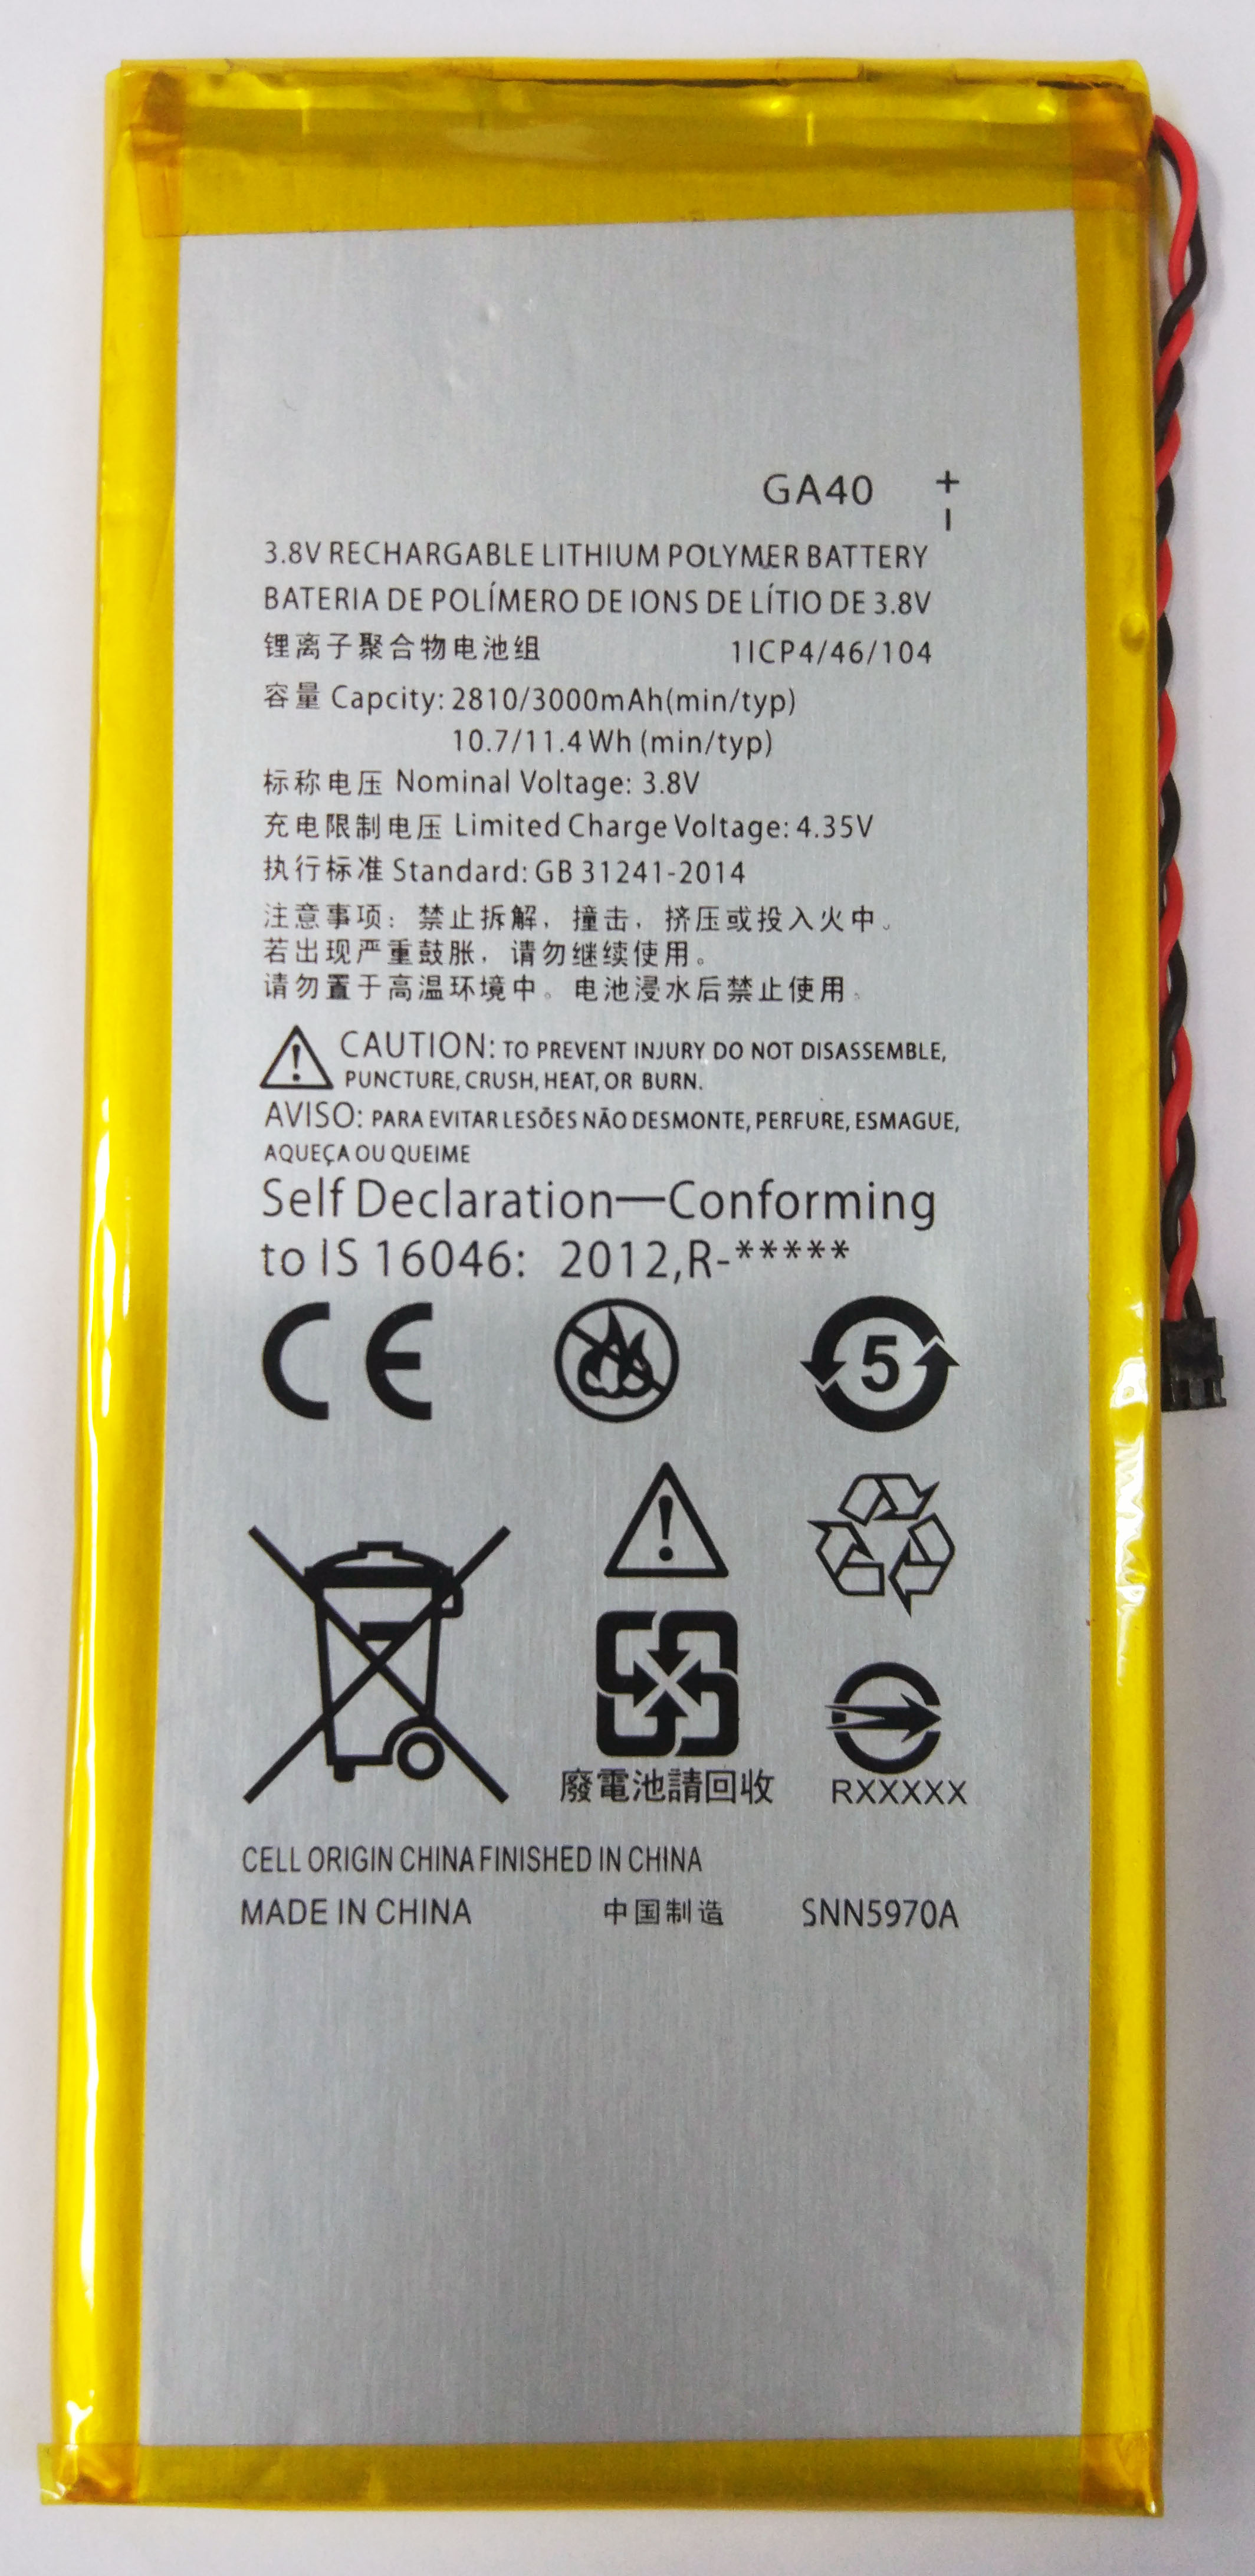 GA40 +
-
3.8V RECHARGABLE LITHIUM POLYMER BATTERY
BATERIA DE POLÍMERO DE IONS DE LÍTIO DE 3.8V
锂离子聚合物电池组 1ICP4/46/104
容量 Capcity: 2810/3000mAh(min/typ)
10.7/11.4 Wh (min/typ)
标称电压 Nominal Voltage: 3.8V
充电限制电压 Limited Charge Voltage: 4.35V
执行标准 Standard: GB 31241-2014
注意事项：禁止拆解，撞击，挤压或投入火中。
若出现严重鼓胀，请勿继续使用。
请勿置于高温环境中。电池浸水后禁止使用。
CAUTION: TO PREVENT INJURY DO NOT DISASSEMBLE,
PUNCTURE, CRUSH, HEAT, OR BURN.
AVISO: PARA EVITAR LESÕES NÃO DESMONTE, PERFURE, ESMAGUE,
AQUEÇA OU QUEIME
Self Declaration—Conforming
to IS 16046: 2012,R-*****
CE 5
廢電池請回收 RXXXXX
CELL ORIGIN CHINA FINISHED IN CHINA
MADE IN CHINA 中国制造 SNN5970A